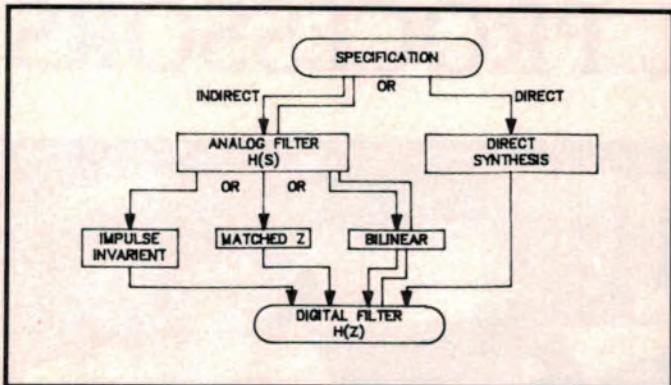 SPECIFICATION
INDIRECT OR DIRECT
ANALOG FILTER
H(S)
DIRECT
SYNTHESIS
OR OR
IMPULSE
INVARIENT
MATCHED Z
BILINEAR
DIGITAL FILTER
H(Z)